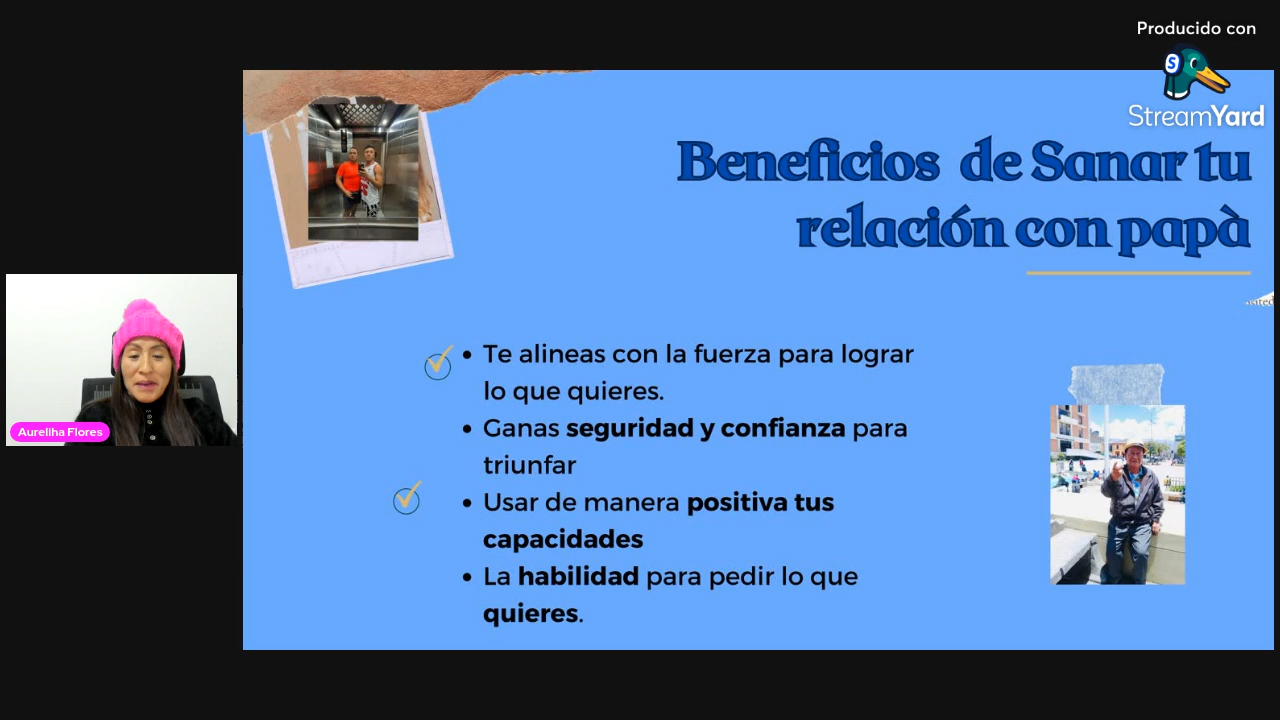 Producido con
StreamYard
Beneficios de Sanar tu
relación con papà
Te alineas con la fuerza para lograr
lo que quieres.
Ganas seguridad y confianza para
triunfar
Usar de manera positiva tus
capacidades
La habilidad para pedir lo que
quieres.
Aureliha Flores